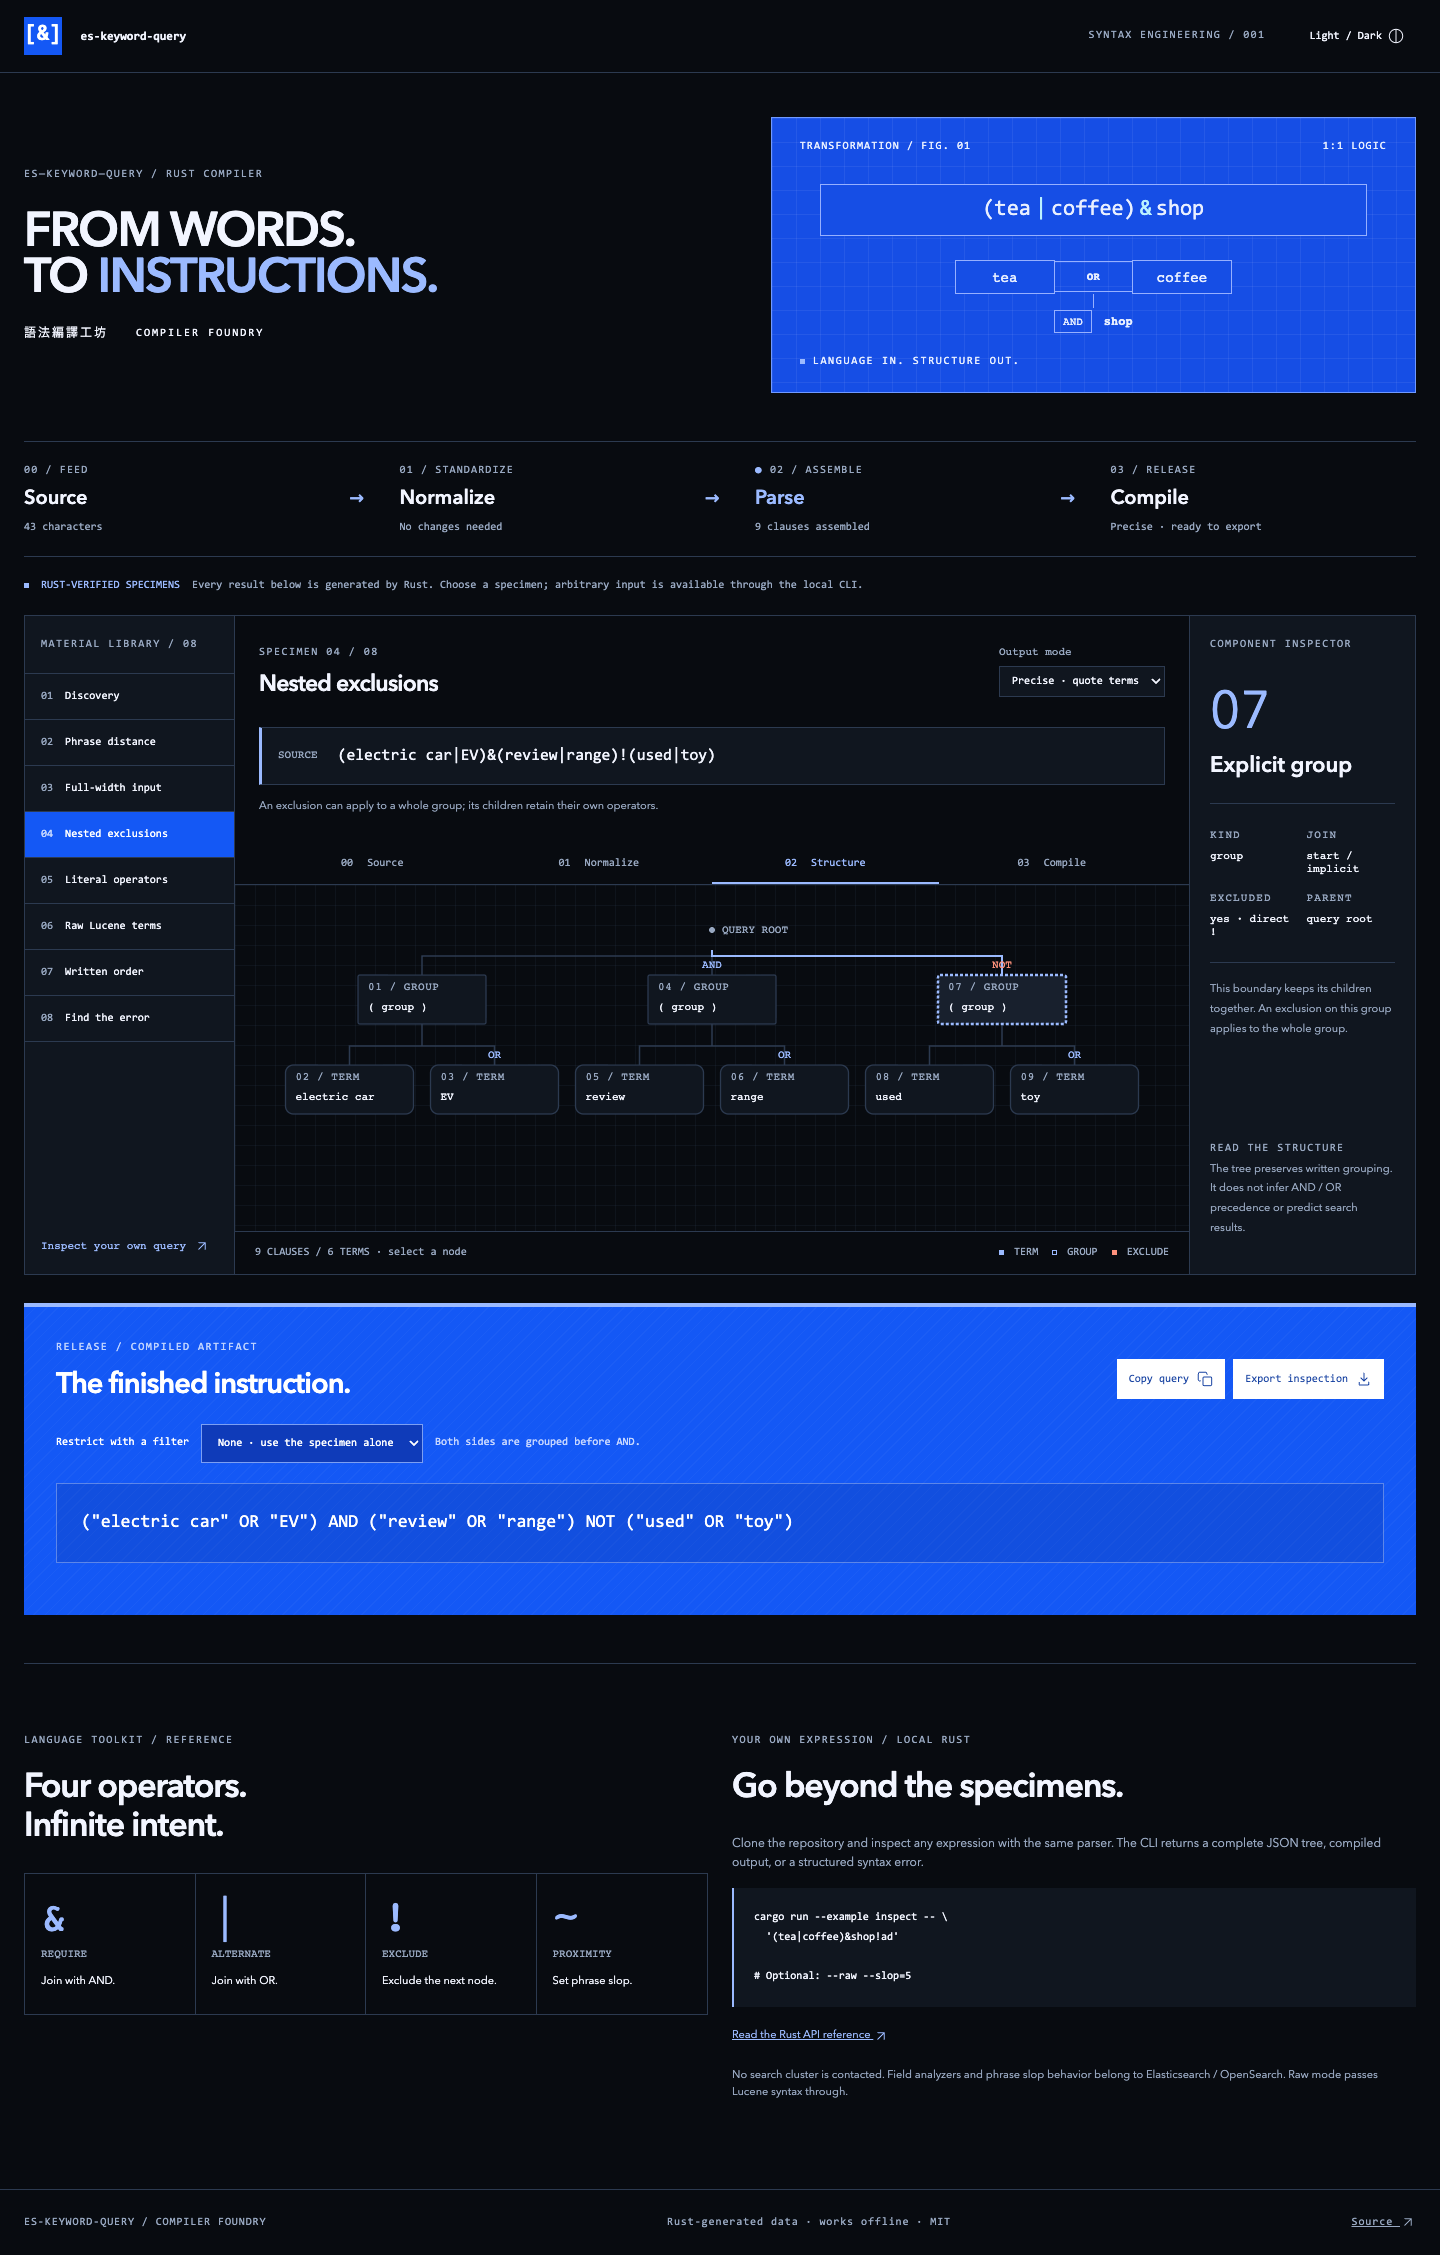 [&] es-keyword-query
SYNTAX ENGINEERING / 001
Light / Dark
ES—KEYWORD—QUERY / RUST COMPILER
FROM WORDS.
TO INSTRUCTIONS.
語法編譯工坊 COMPILER FOUNDRY
TRANSFORMATION / FIG. 01
1:1 LOGIC
(tea|coffee)&shop
tea OR coffee
AND shop
LANGUAGE IN. STRUCTURE OUT.
00 / FEED
Source
→
43 characters
01 / STANDARDIZE
Normalize
→
No changes needed
02 / ASSEMBLE
Parse
→
9 clauses assembled
03 / RELEASE
Compile
Precise · ready to export
RUST-VERIFIED SPECIMENS Every result below is generated by Rust. Choose a specimen; arbitrary input is available through the local CLI.
MATERIAL LIBRARY / 08
01 Discovery
02 Phrase distance
03 Full-width input
04 Nested exclusions
05 Literal operators
06 Raw Lucene terms
07 Written order
08 Find the error
Inspect your own query
SPECIMEN 04 / 08
Nested exclusions
Output mode
Precise · quote terms
SOURCE (electric car|EV)&(review|range)!(used|toy)
An exclusion can apply to a whole group; its children retain their own operators.
00 Source
01 Normalize
02 Structure
03 Compile
QUERY ROOT
AND
NOT
01 / GROUP
( group )
04 / GROUP
( group )
07 / GROUP
( group )
OR
OR
OR
02 / TERM
electric car
03 / TERM
EV
05 / TERM
review
06 / TERM
range
08 / TERM
used
09 / TERM
toy
9 CLAUSES / 6 TERMS · select a node
TERM
GROUP
EXCLUDE
COMPONENT INSPECTOR
07
Explicit group
KIND
group
JOIN
start /
implicit
EXCLUDED
yes · direct
!
PARENT
query root
This boundary keeps its children
together. An exclusion on this group
applies to the whole group.
READ THE STRUCTURE
The tree preserves written grouping.
It does not infer AND / OR
precedence or predict search
results.
RELEASE / COMPILED ARTIFACT
The finished instruction.
Copy query
Export inspection
Restrict with a filter
None · use the specimen alone
Both sides are grouped before AND.
("electric car" OR "EV") AND ("review" OR "range") NOT ("used" OR "toy")
LANGUAGE TOOLKIT / REFERENCE
Four operators.
Infinite intent.
&
REQUIRE
Join with AND.
|
ALTERNATE
Join with OR.
!
EXCLUDE
Exclude the next node.
~
PROXIMITY
Set phrase slop.
YOUR OWN EXPRESSION / LOCAL RUST
Go beyond the specimens.
Clone the repository and inspect any expression with the same parser. The CLI returns a complete JSON tree, compiled
output, or a structured syntax error.
cargo run --example inspect -- \
'(tea|coffee)&shop!ad'
# Optional: --raw --slop=5
Read the Rust API reference
No search cluster is contacted. Field analyzers and phrase slop behavior belong to Elasticsearch / OpenSearch. Raw mode passes
Lucene syntax through.
ES-KEYWORD-QUERY / COMPILER FOUNDRY
Rust-generated data · works offline · MIT
Source